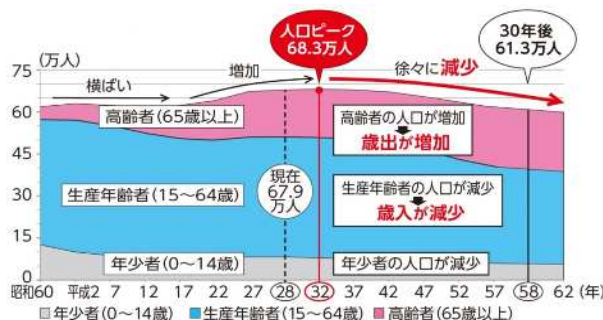 人口ピーク
68.3万人
30年後
61.3万人
(万人)
横ばい
増加
徐々に減少
75
60
45
30
15
0
高齢者(65歳以上)
高齢者の人口が増加
歳出が増加
現在
67.9
万人
生産年齢者(15～64歳)
生産年齢者の人口が減少
歳入が減少
年少者(0～14歳)
年少者の人口が減少
昭和60 平成2 7 12 17 22 27 28 32 37 42 47 52 57 58 62 (年)
年少者(0～14歳) 生産年齢者(15～64歳) 高齢者(65歳以上)